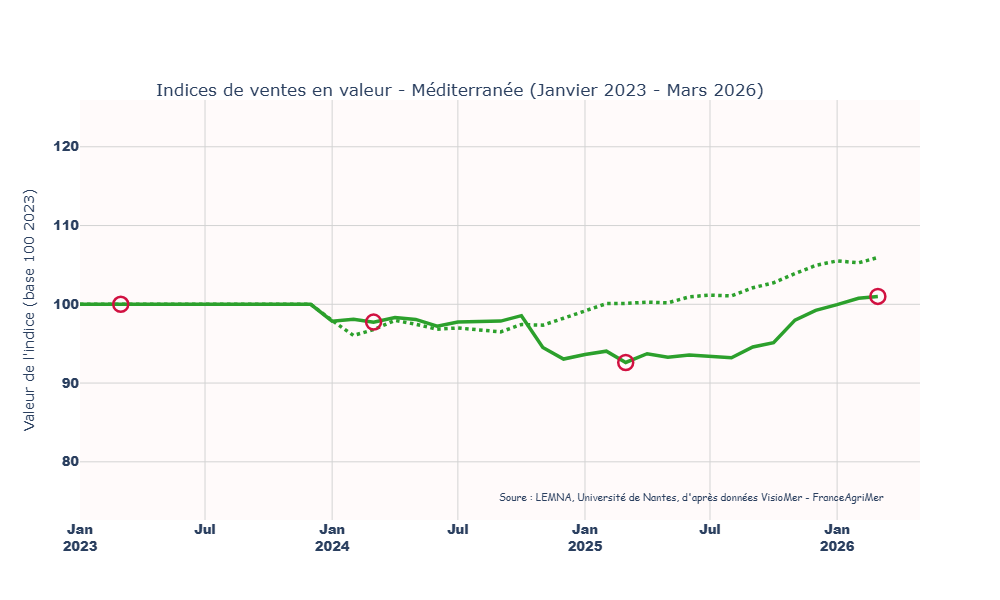 Indices de ventes en valeur - Méditerranée (Janvier 2023 - Mars 2026)
Valeur de l'indice (base 100 2023)
120
110
100
90
80
Soure : LEMNA, Université de Nantes, d'après données VisioMer - FranceAgriMer
Jan Jul Jan Jul Jan Jul Jan
2023 2024 2025 2026